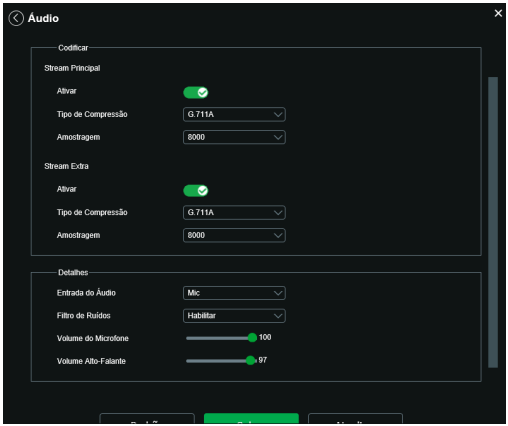 Áudio
Codificar
Stream Principal
Ativar
Tipo de Compressão G.711A
Amostragem 8000
Stream Extra
Ativar
Tipo de Compressão G.711A
Amostragem 8000
Detalhes
Entrada do Áudio Mic
Filtro de Ruídos Habilitar
Volume do Microfone 100
Volume Alto-Falante 97